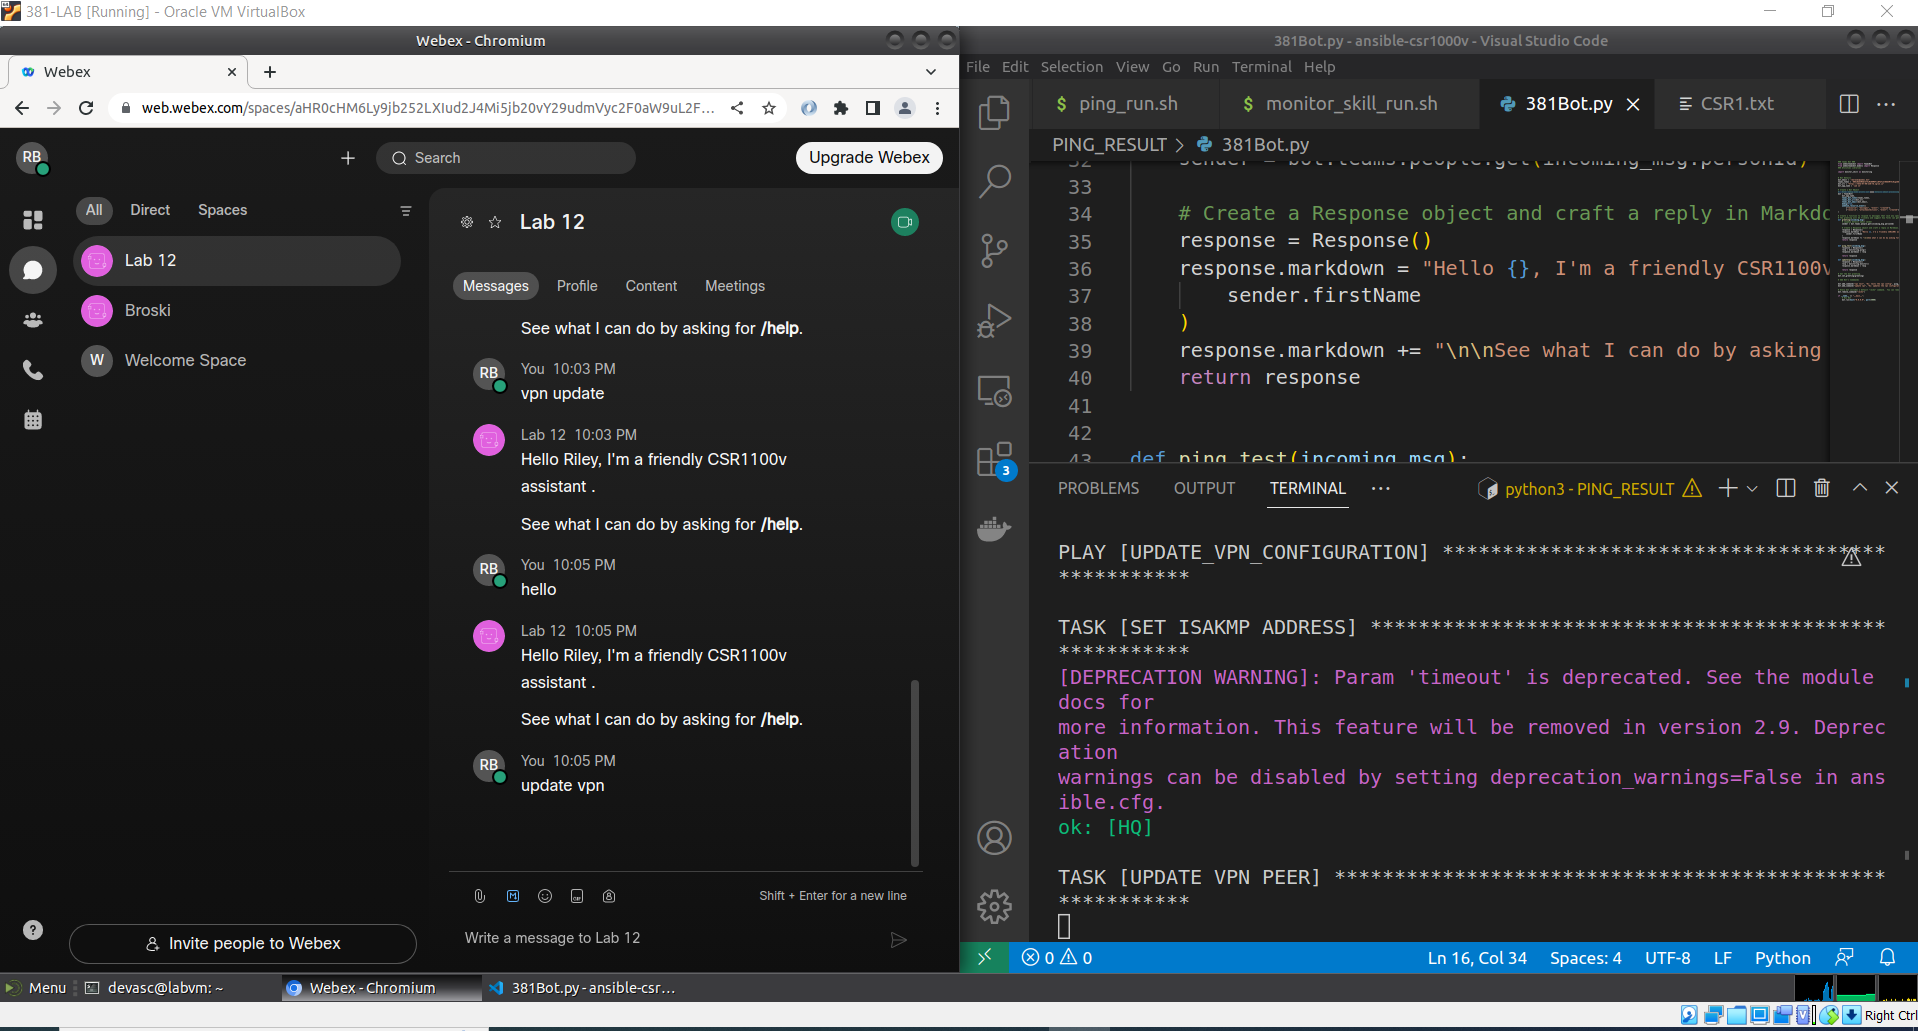 381-LAB [Running] - Oracle VM VirtualBox
Webex - Chromium
Webex
web.webex.com/spaces/aHR0cHM6Ly9jb252LXIud2J4Mi5jb20vY29udmVyc2F0aW9uL2F...
RB
Search
Upgrade Webex
All Direct Spaces
Lab 12
Broski
W Welcome Space
Lab 12
Messages Profile Content Meetings
See what I can do by asking for /help.
RB You 10:03 PM
vpn update
Lab 12 10:03 PM
Hello Riley, I'm a friendly CSR1100v
assistant .
See what I can do by asking for /help.
RB You 10:05 PM
hello
Lab 12 10:05 PM
Hello Riley, I'm a friendly CSR1100v
assistant .
See what I can do by asking for /help.
RB You 10:05 PM
update vpn
Shift + Enter for a new line
Write a message to Lab 12
Invite people to Webex
381Bot.py - ansible-csr1000v - Visual Studio Code
File Edit Selection View Go Run Terminal Help
$ ping_run.sh $ monitor_skill_run.sh 381Bot.py CSR1.txt
PING_RESULT > 381Bot.py
32 sender = bot.teams.people.get(incoming_msg.personId)
33
34 # Create a Response object and craft a reply in Markdo
35 response = Response()
36 response.markdown = "Hello {}, I'm a friendly CSR1100v
37 sender.firstName
38 )
39 response.markdown += "\n\nSee what I can do by asking
40 return response
41
42
43 def ping_test(incoming_msg):
3
PROBLEMS OUTPUT TERMINAL ... python3 - PING_RESULT
PLAY [UPDATE_VPN_CONFIGURATION] *************************************
***********
TASK [SET ISAKMP ADDRESS] *******************************************
***********
[DEPRECATION WARNING]: Param 'timeout' is deprecated. See the module
docs for
more information. This feature will be removed in version 2.9. Deprec
ation
warnings can be disabled by setting deprecation_warnings=False in ans
ible.cfg.
ok: [HQ]
TASK [UPDATE VPN PEER] **********************************************
***********
0 0 Ln 16, Col 34 Spaces: 4 UTF-8 LF Python
Menu devasc@labvm: ~ Webex - Chromium 381Bot.py - ansible-csr...
Right Ctrl